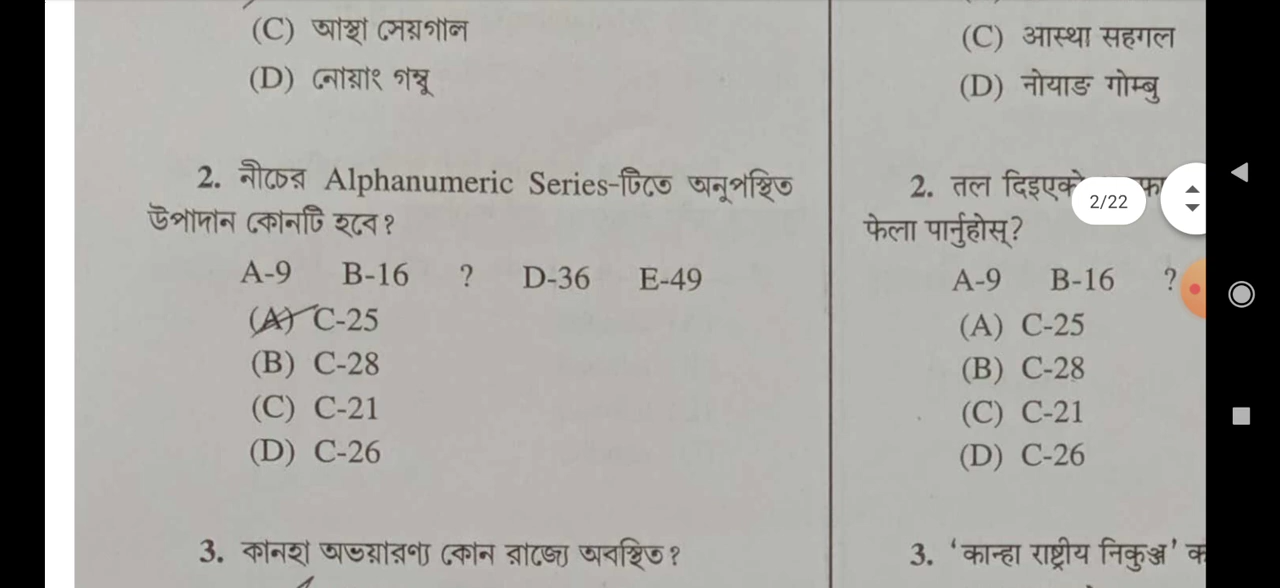 (C) আস্থা সেয়গাল
(D) নোয়াং গম্বু
2. নীচের Alphanumeric Series-টিতে অনুপস্থিত
উপাদান কোনটি হবে?
A-9 B-16 ? D-36 E-49
(A) C-25
(B) C-28
(C) C-21
(D) C-26
3. কানহা অভয়ারণ্য কোন রাজ্যে অবস্থিত?
(C) आस्था सहगल
(D) नोयाङ गोम्बु
2. तल दिइएको
फेला पार्नुहोस्?
A-9 B-16 ?
(A) C-25
(B) C-28
(C) C-21
(D) C-26
3. 'कान्हा राष्ट्रीय निकुञ्ज'
2/22